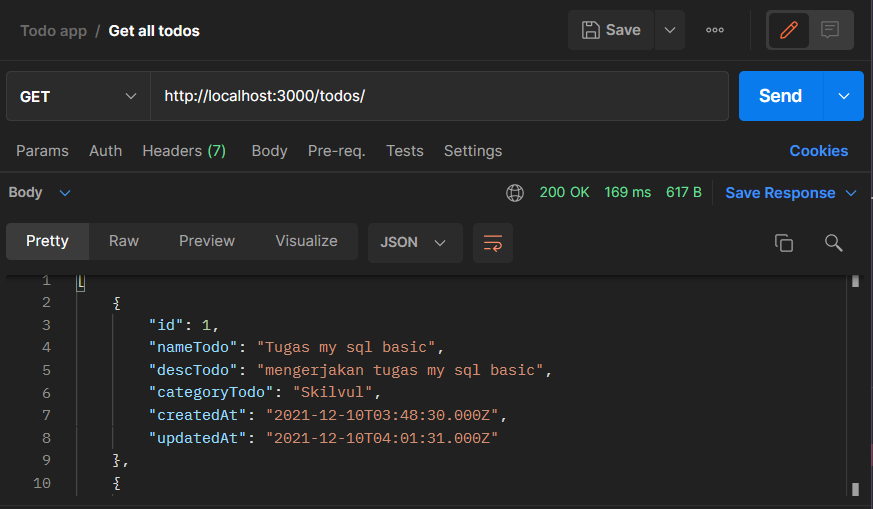 Todo app / Get all todos Save
GET http://localhost:3000/todos/ Send
Params Auth Headers (7) Body Pre-req. Tests Settings Cookies
Body 200 OK 169 ms 617 B Save Response
Pretty Raw Preview Visualize JSON
1 [
2 {
3 "id": 1,
4 "nameTodo": "Tugas my sql basic",
5 "descTodo": "mengerjakan tugas my sql basic",
6 "categoryTodo": "Skilvul",
7 "createdAt": "2021-12-10T03:48:30.000Z",
8 "updatedAt": "2021-12-10T04:01:31.000Z"
9 },
10 {